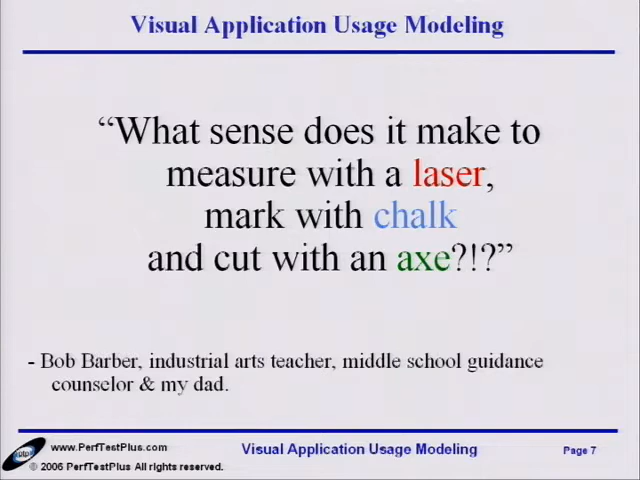 Visual Application Usage Modeling
“What sense does it make to
measure with a laser,
mark with chalk
and cut with an axe?!?”
- Bob Barber, industrial arts teacher, middle school guidance
counselor & my dad.
www.PerfTestPlus.com
Visual Application Usage Modeling
Page 7
© 2006 PerfTestPlus All rights reserved.